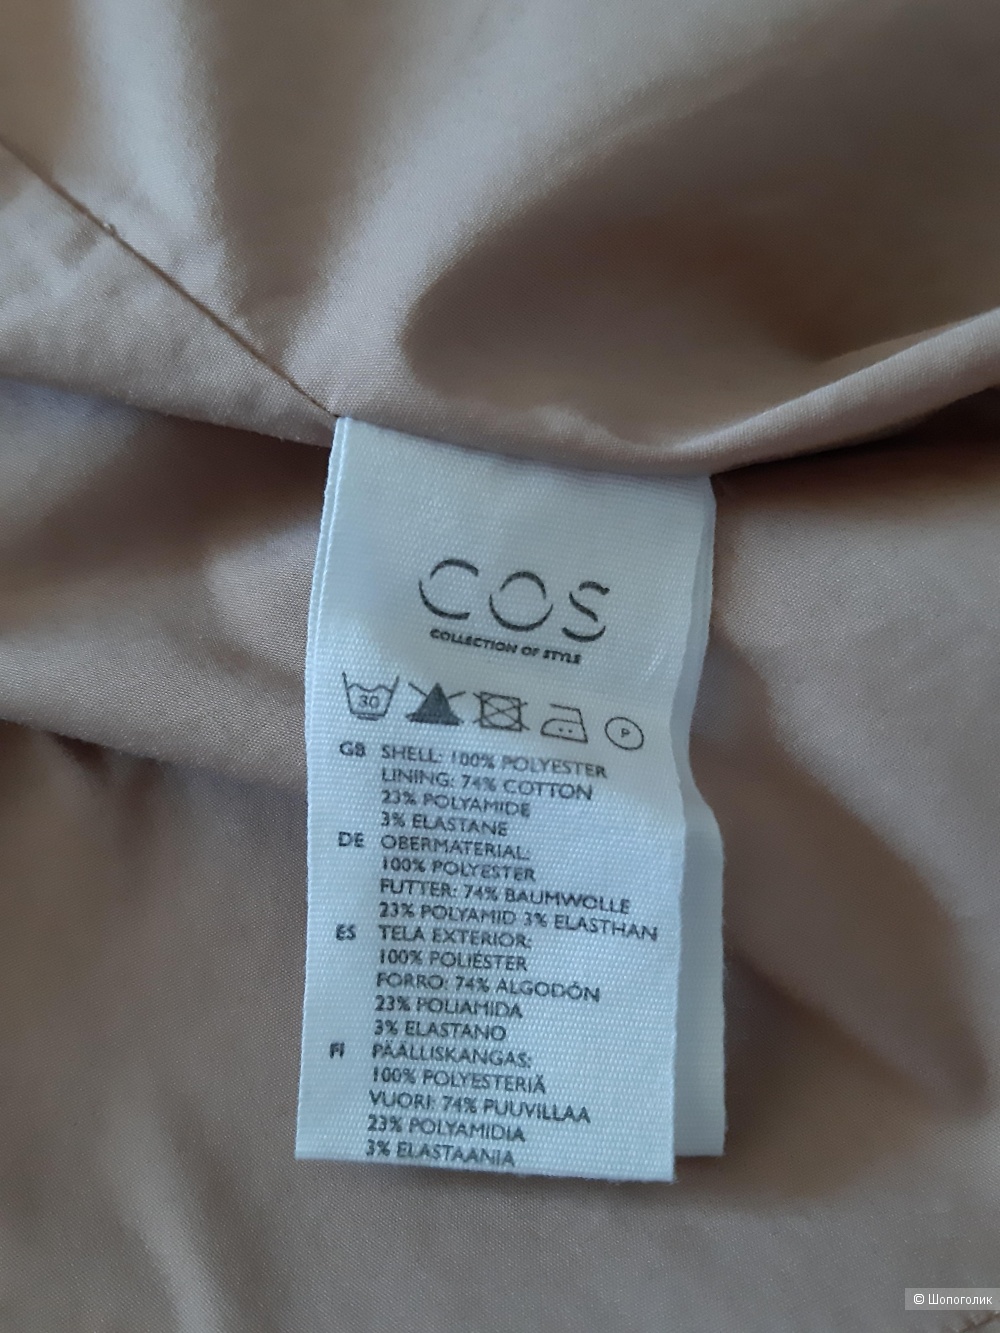 COS
COLLECTION OF STYLE
30
P
GB SHELL: 100% POLYESTER
LINING: 74% COTTON
23% POLYAMIDE
3% ELASTANE
DE OBERMATERIAL:
100% POLYESTER
FUTTER: 74% BAUMWOLLE
23% POLYAMID 3% ELASTHAN
ES TELA EXTERIOR:
100% POLIÉSTER
FORRO: 74% ALGODÓN
23% POLIAMIDA
3% ELASTANO
FI PÄÄLLISKANGAS:
100% POLYESTERIÄ
VUORI: 74% PUUVILLAA
23% POLYAMIDIA
3% ELASTAANIA
© Шопоголик